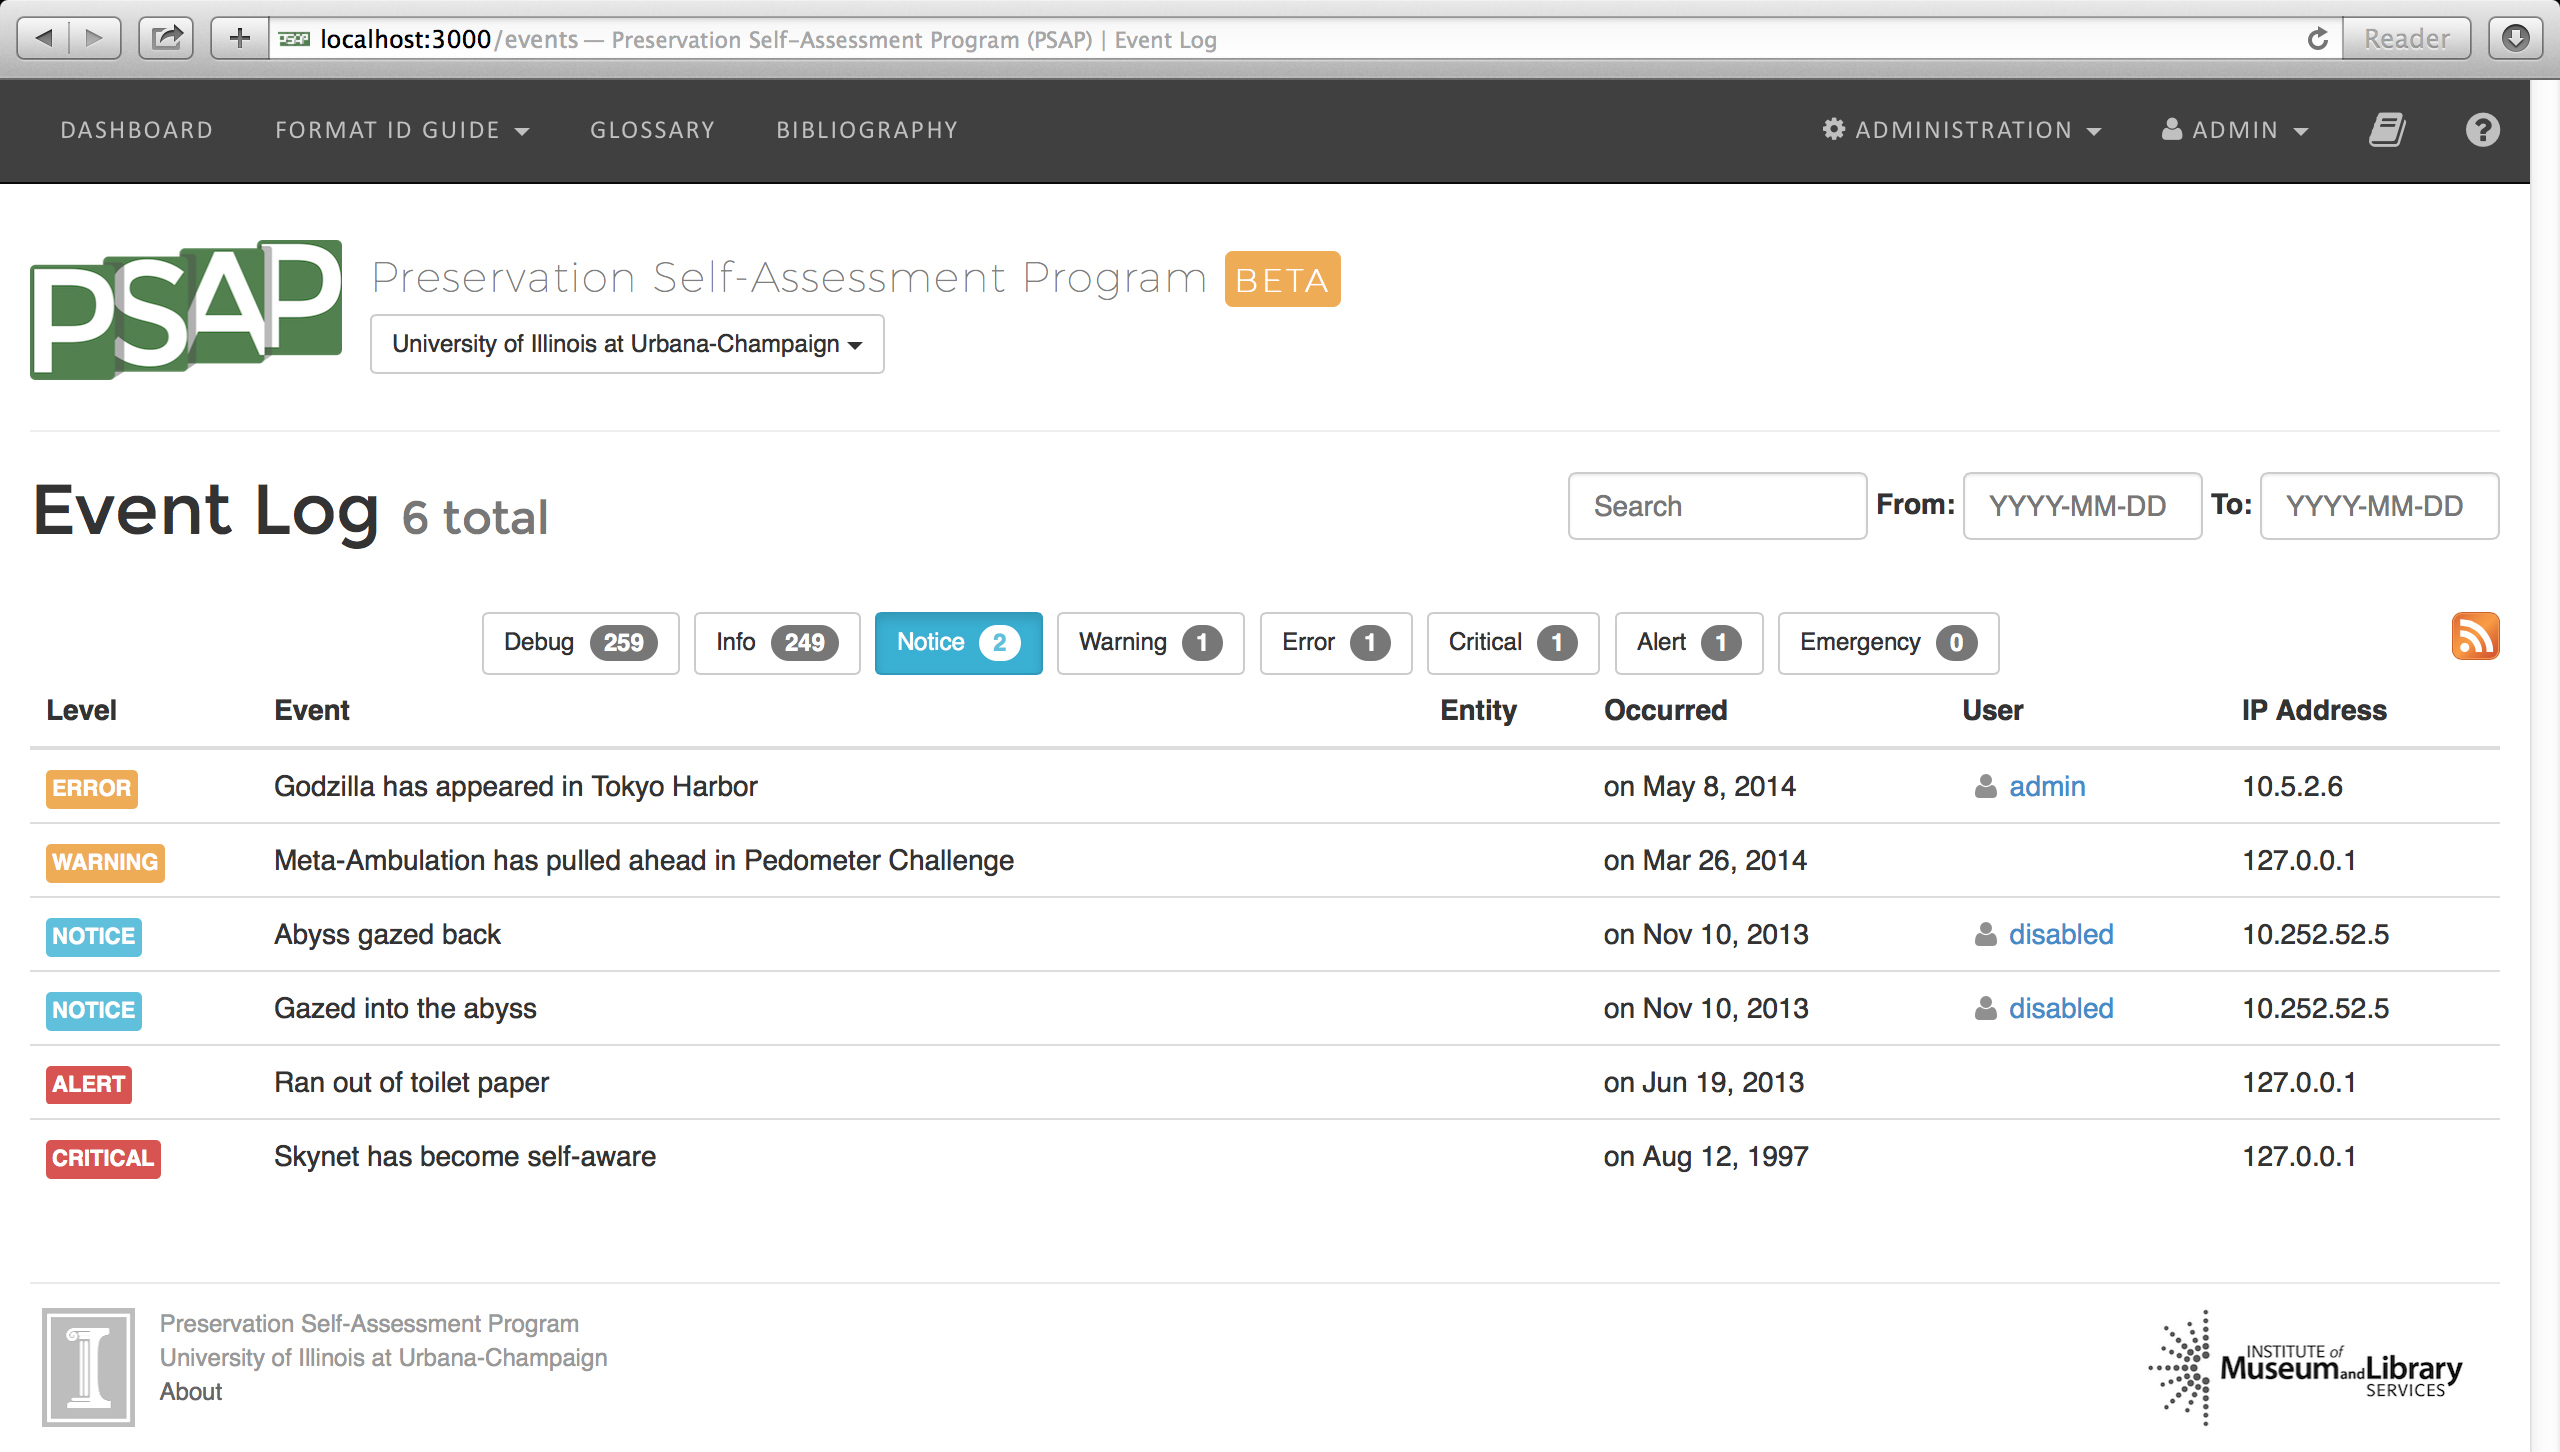 localhost:3000/events — Preservation Self-Assessment Program (PSAP) | Event Log
Reader
DASHBOARD FORMAT ID GUIDE GLOSSARY BIBLIOGRAPHY ADMINISTRATION ADMIN
PSAP Preservation Self-Assessment Program BETA
University of Illinois at Urbana-Champaign
Event Log 6 total Search From: YYYY-MM-DD To: YYYY-MM-DD
Debug 259 Info 249 Notice 2 Warning 1 Error 1 Critical 1 Alert 1 Emergency 0
Level Event Entity Occurred User IP Address
ERROR Godzilla has appeared in Tokyo Harbor on May 8, 2014 admin 10.5.2.6
WARNING Meta-Ambulation has pulled ahead in Pedometer Challenge on Mar 26, 2014 127.0.0.1
NOTICE Abyss gazed back on Nov 10, 2013 disabled 10.252.52.5
NOTICE Gazed into the abyss on Nov 10, 2013 disabled 10.252.52.5
ALERT Ran out of toilet paper on Jun 19, 2013 127.0.0.1
CRITICAL Skynet has become self-aware on Aug 12, 1997 127.0.0.1
Preservation Self-Assessment Program
University of Illinois at Urbana-Champaign
About
INSTITUTE of
Museum and Library
SERVICES